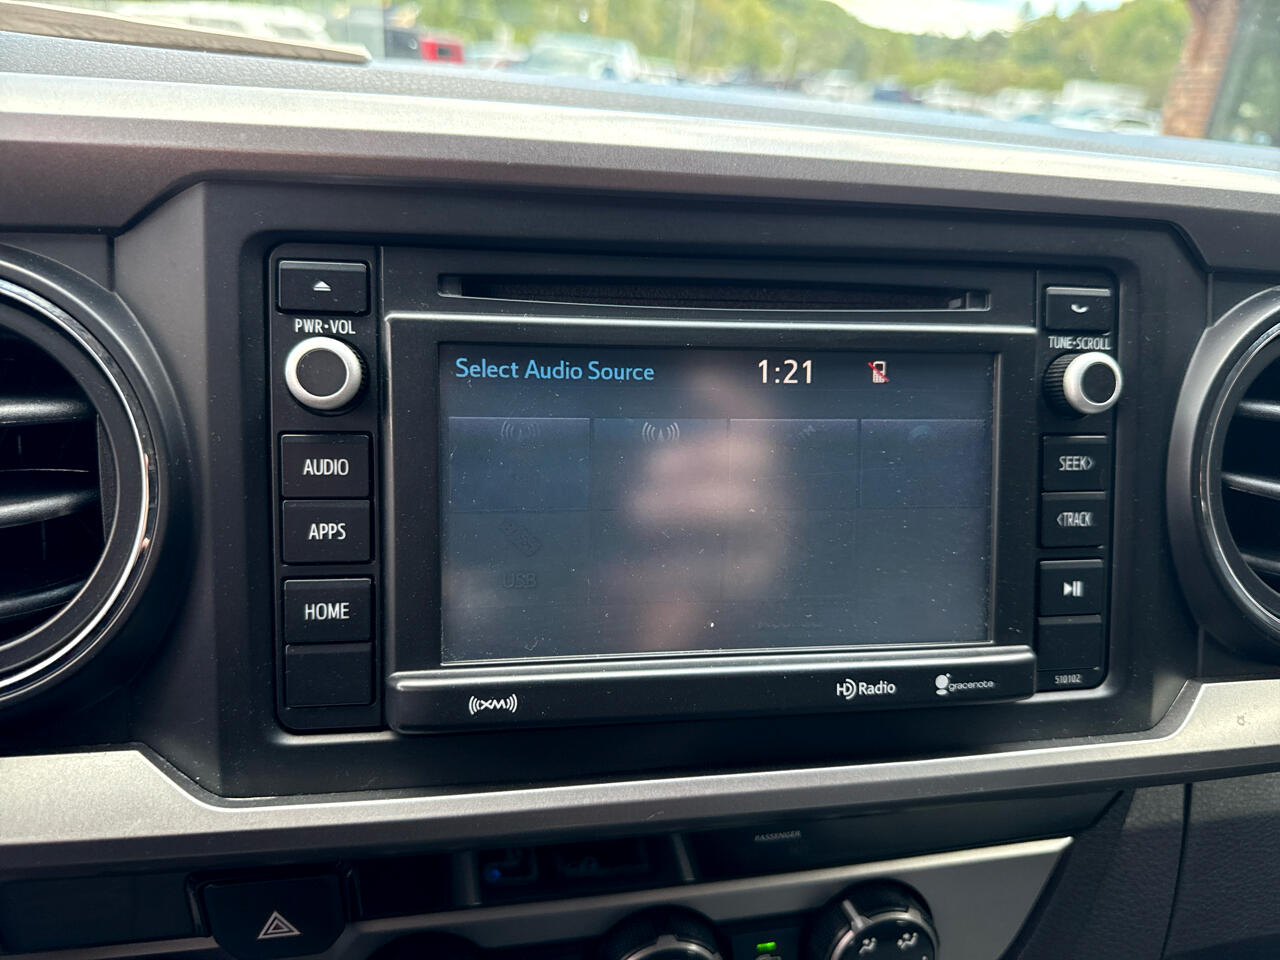 PWR•VOL
AUDIO
APPS
HOME
Select Audio Source
1:21
USB
((XM))
HD Radio
gracenote
TUNE•SCROLL
SEEK>
<TRACK
510102
PASSENGER